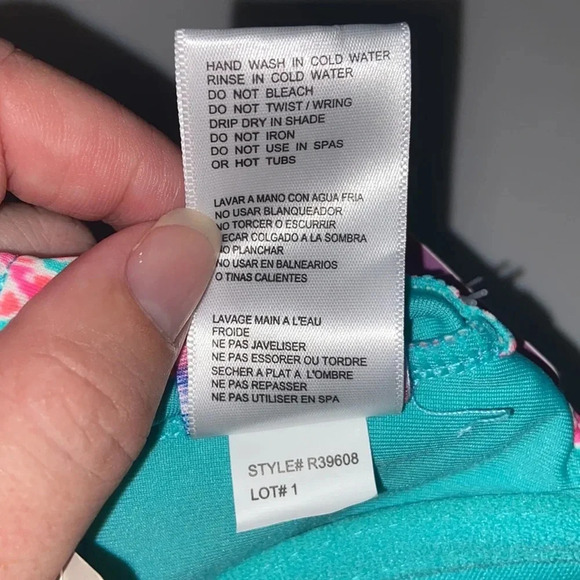 HAND WASH IN COLD WATER
RINSE IN COLD WATER
DO NOT BLEACH
DO NOT TWIST / WRING
DRIP DRY IN SHADE
DO NOT IRON
DO NOT USE IN SPAS
OR HOT TUBS
LAVAR A MANO CON AGUA FRIA
NO USAR BLANQUEADOR
NO TORCER O ESCURRIR
ECAR COLGADO A LA SOMBRA
NO PLANCHAR
NO USAR EN BALNEARIOS
O TINAS CALIENTES
LAVAGE MAIN A L'EAU
FROIDE
NE PAS JAVELISER
NE PAS ESSORER OU TORDRE
SECHER A PLAT A L'OMBRE
NE PAS REPASSER
NE PAS UTILISER EN SPA
STYLE# R39608
LOT# 1